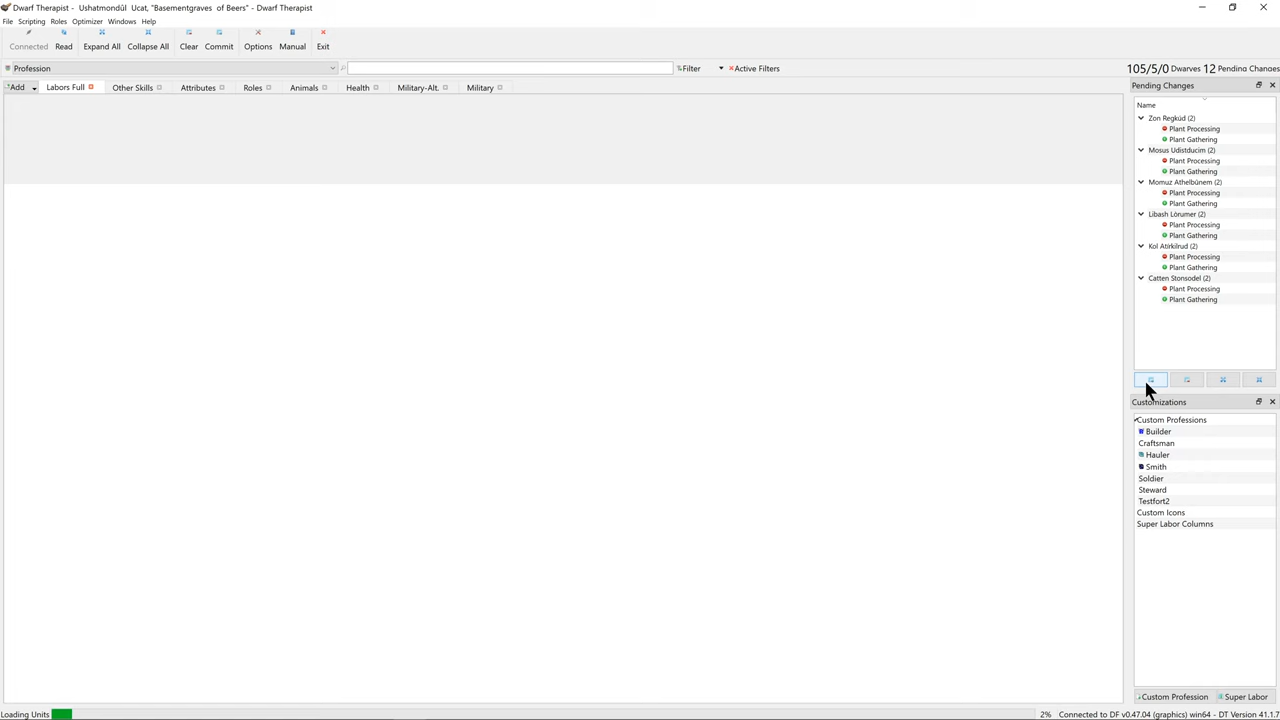 Dwarf Therapist - Ushatmondûl Ucat, "Basementgraves of Beers" - Dwarf Therapist
File Scripting Roles Optimizer Windows Help
Connected Read Expand All Collapse All Clear Commit Options Manual Exit
Profession Filter Active Filters 105/5/0 Dwarves 12 Pending Changes
Add Labors Full Other Skills Attributes Roles Animals Health Military-Alt. Military
Pending Changes
Name
Zon Regkûd (2)
Plant Processing
Plant Gathering
Mosus Udistducim (2)
Plant Processing
Plant Gathering
Momuz Athelbûnem (2)
Plant Processing
Plant Gathering
Libash Lòrumer (2)
Plant Processing
Plant Gathering
Kol Atírkilrud (2)
Plant Processing
Plant Gathering
Catten Stonsodel (2)
Plant Processing
Plant Gathering
Customizations
Custom Professions
Builder
Craftsman
Hauler
Smith
Soldier
Steward
Testfort2
Custom Icons
Super Labor Columns
Custom Profession Super Labor
Loading Units 2% Connected to DF v0.47.04 (graphics) win64 - DT Version 41.1.7